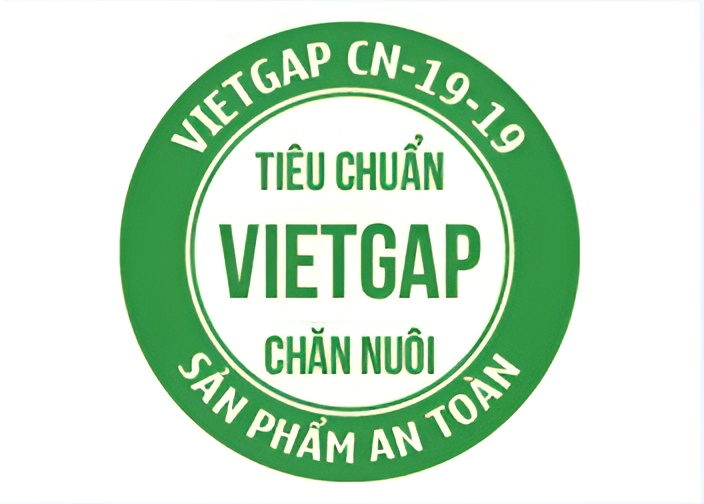 VIETGAP CN-19-19
TIÊU CHUẨN
VIETGAP
CHĂN NUÔI
SẢN PHẨM AN TOÀN